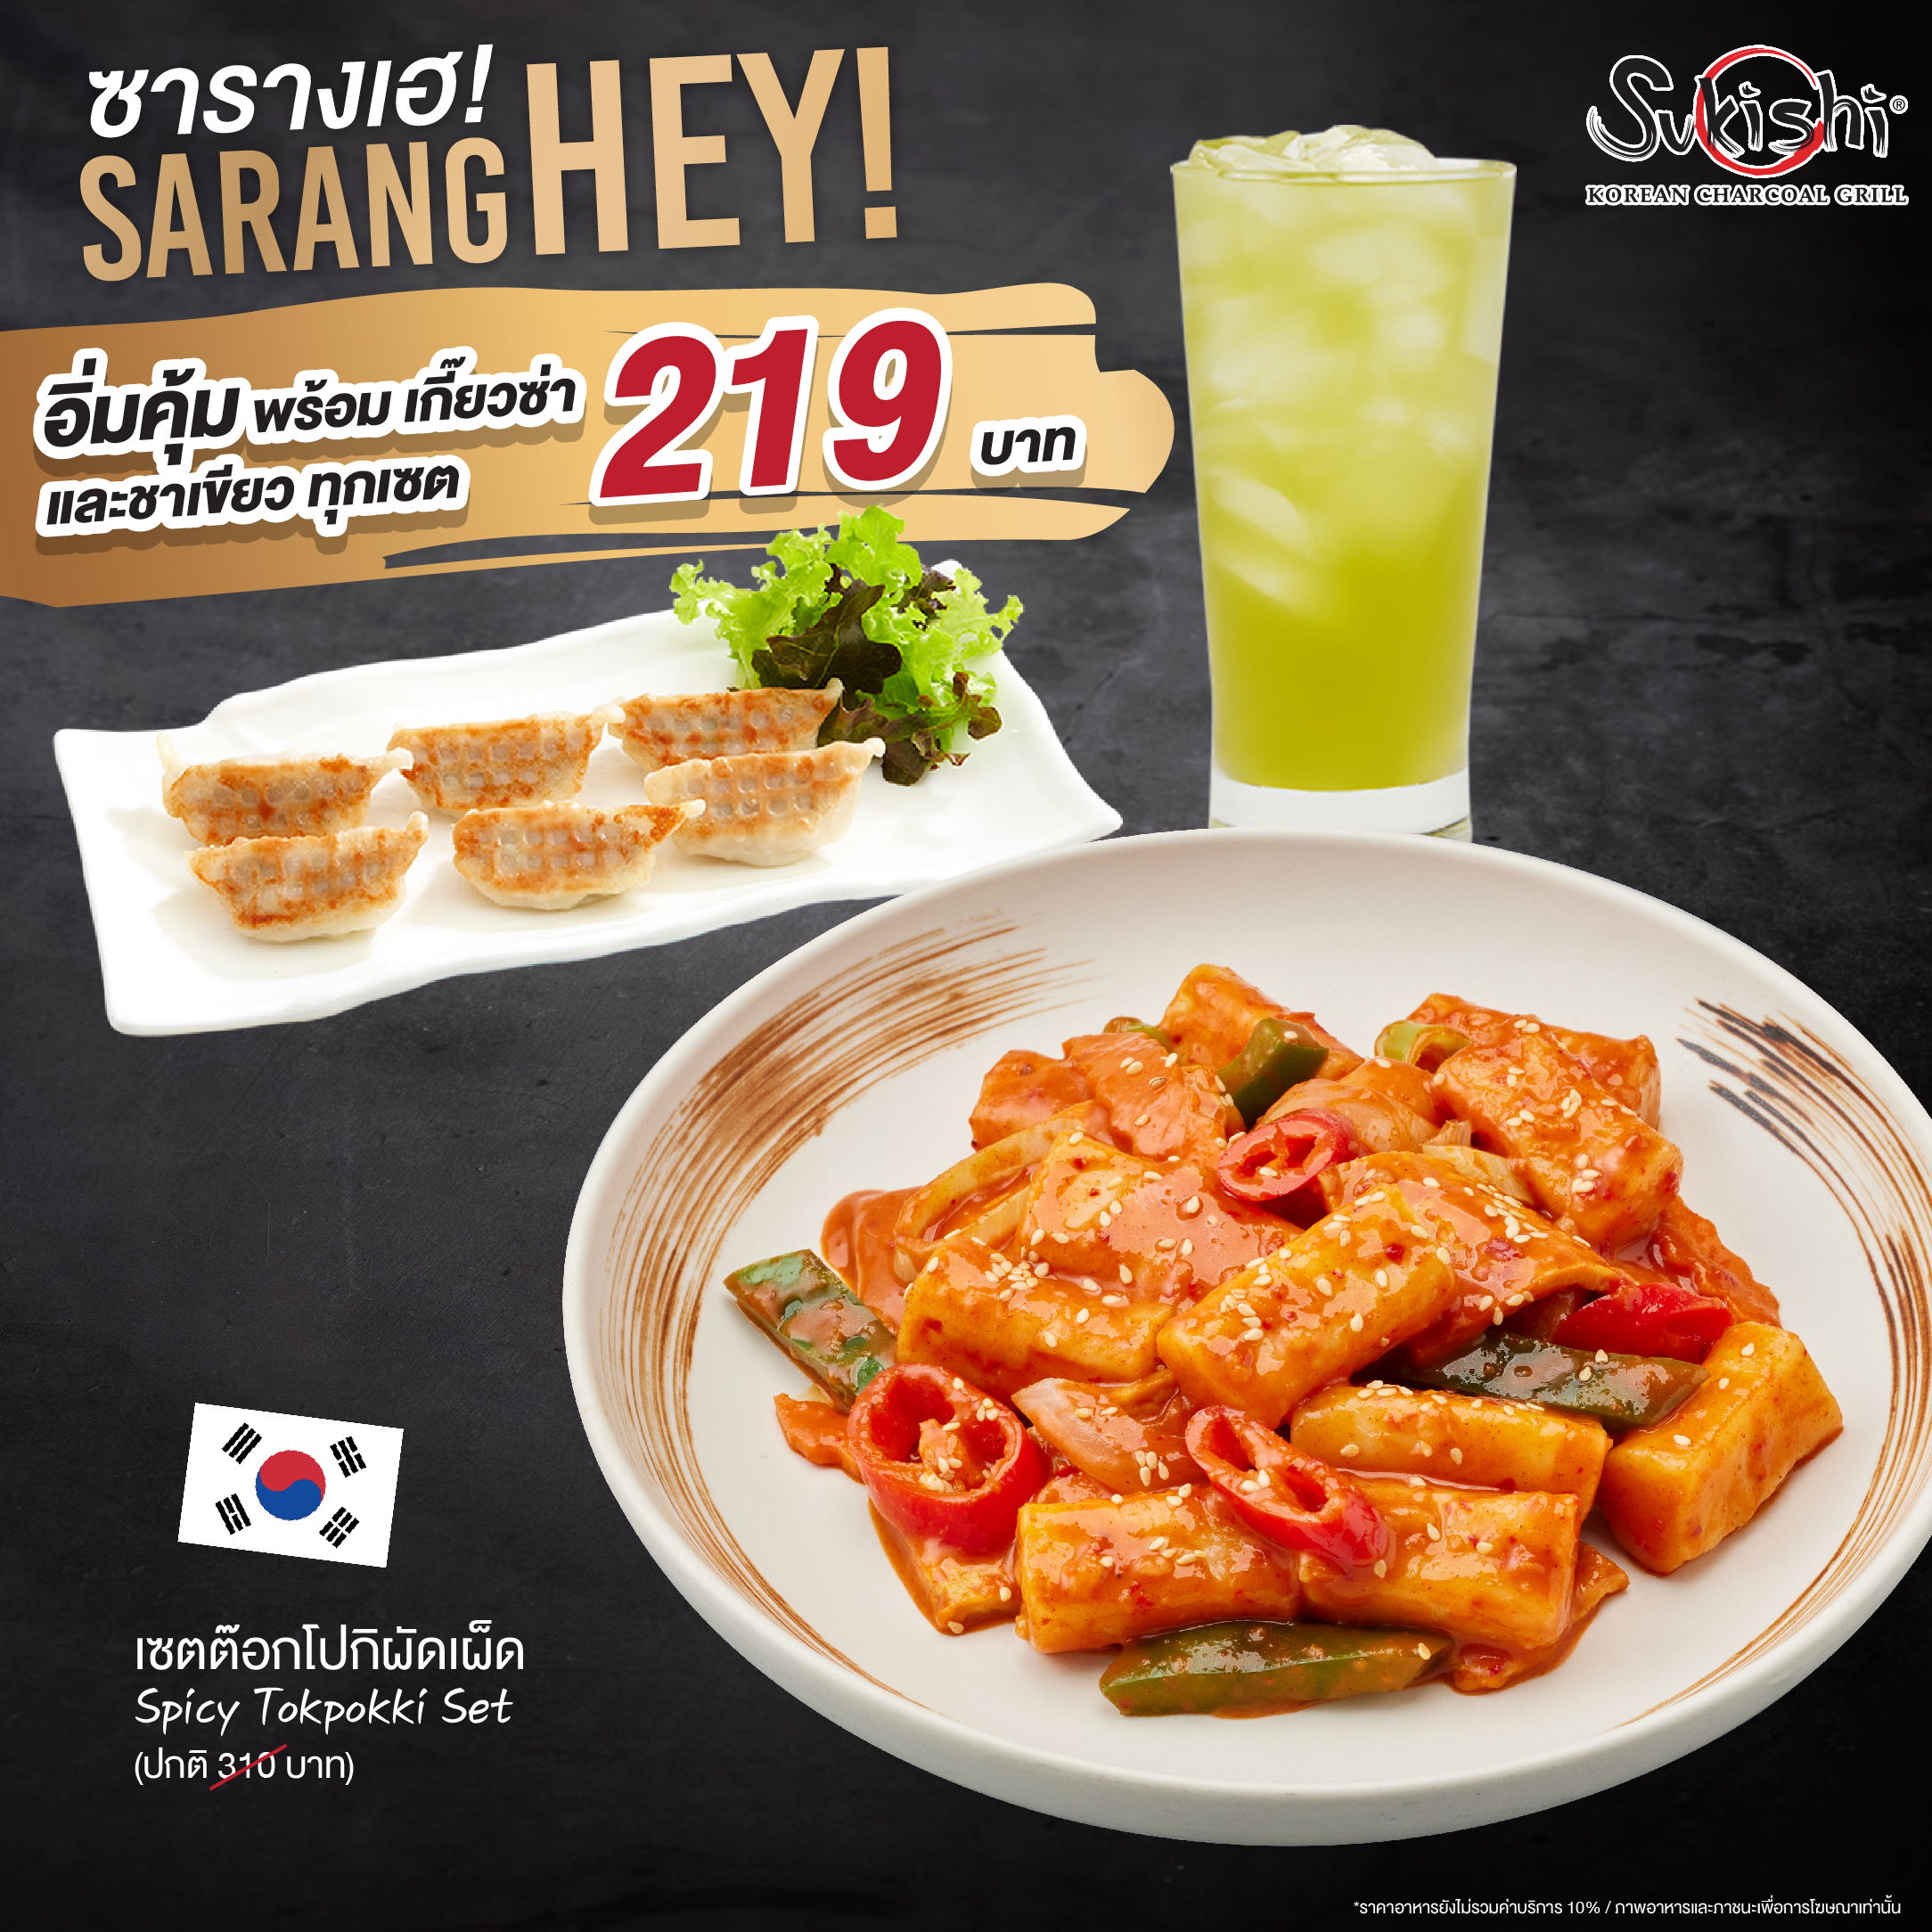 ซารางเฮ!
SARANGHEY!
Sukishi®
KOREAN CHARCOAL GRILL
อิ่มคุ้ม พร้อม เกี๊ยวซ่า
และชาเขียว ทุกเซต
219 บาท
เซตต๊อกโปกิผัดเผ็ด
Spicy Tokpokki Set
(ปกติ 310 บาท)
*ราคาอาหารยังไม่รวมค่าบริการ 10% / ภาพอาหารและภาชนะเพื่อการโฆษณาเท่านั้น